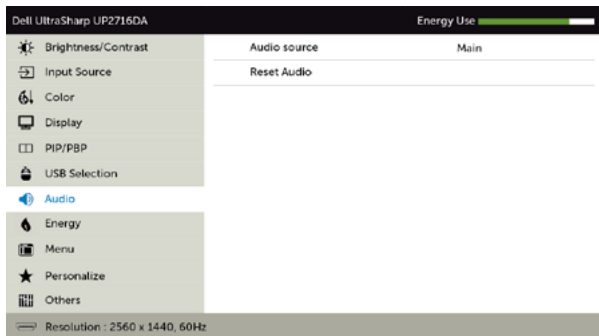 Dell UltraSharp UP2716DA Energy Use
Brightness/Contrast Audio source Main
Input Source Reset Audio
Color
Display
PIP/PBP
USB Selection
Audio
Energy
Menu
Personalize
Others
Resolution : 2560 x 1440, 60Hz